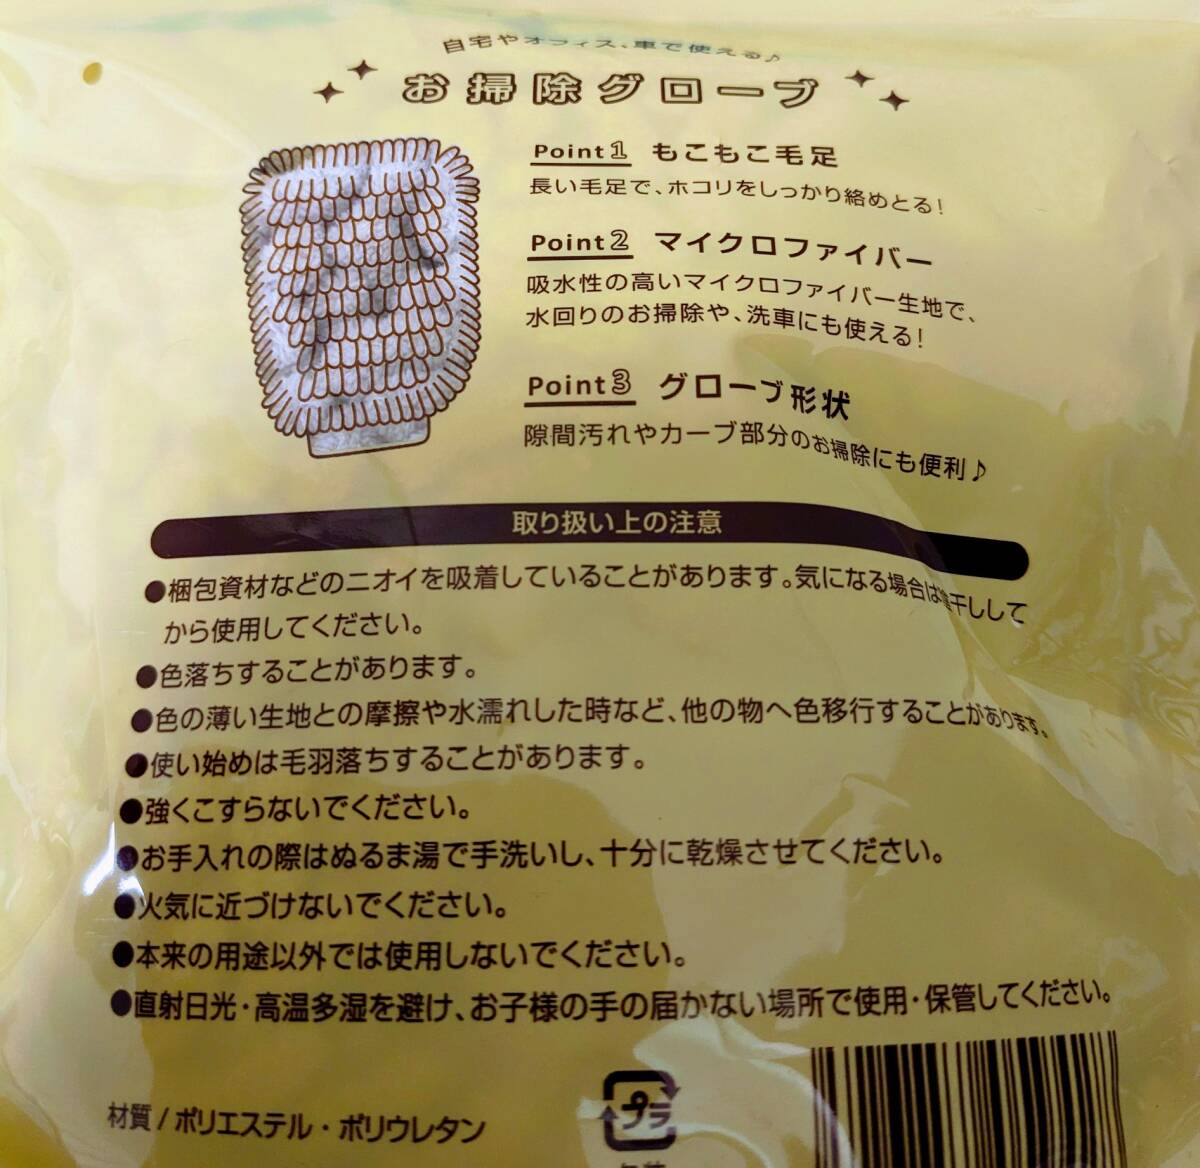 自宅やオフィス、車で使える♪
お掃除グローブ
Point1 もこもこ毛足
長い毛足で、ホコリをしっかり絡めとる!
Point2 マイクロファイバー
吸水性の高いマイクロファイバー生地で、
水回りのお掃除や、洗車にも使える!
Point3 グローブ形状
隙間汚れやカーブ部分のお掃除にも便利♪
取り扱い上の注意
●梱包資材などのニオイを吸着していることがあります。気になる場合は陰干しして
から使用してください。
●色落ちすることがあります。
●色の薄い生地との摩擦や水濡れした時など、他の物へ色移行することがあります。
●使い始めは毛羽落ちすることがあります。
●強くこすらないでください。
●お手入れの際はぬるま湯で手洗いし、十分に乾燥させてください。
●火気に近づけないでください。
●本来の用途以外では使用しないでください。
●直射日光・高温多湿を避け、お子様の手の届かない場所で使用・保管してください。
材質/ポリエステル・ポリウレタン
プラ